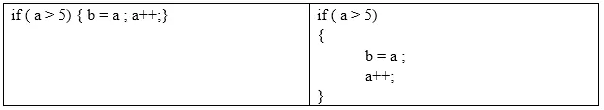 if ( a > 5) { b = a ; a++;}
if ( a > 5)
{
b = a ;
a++;
}